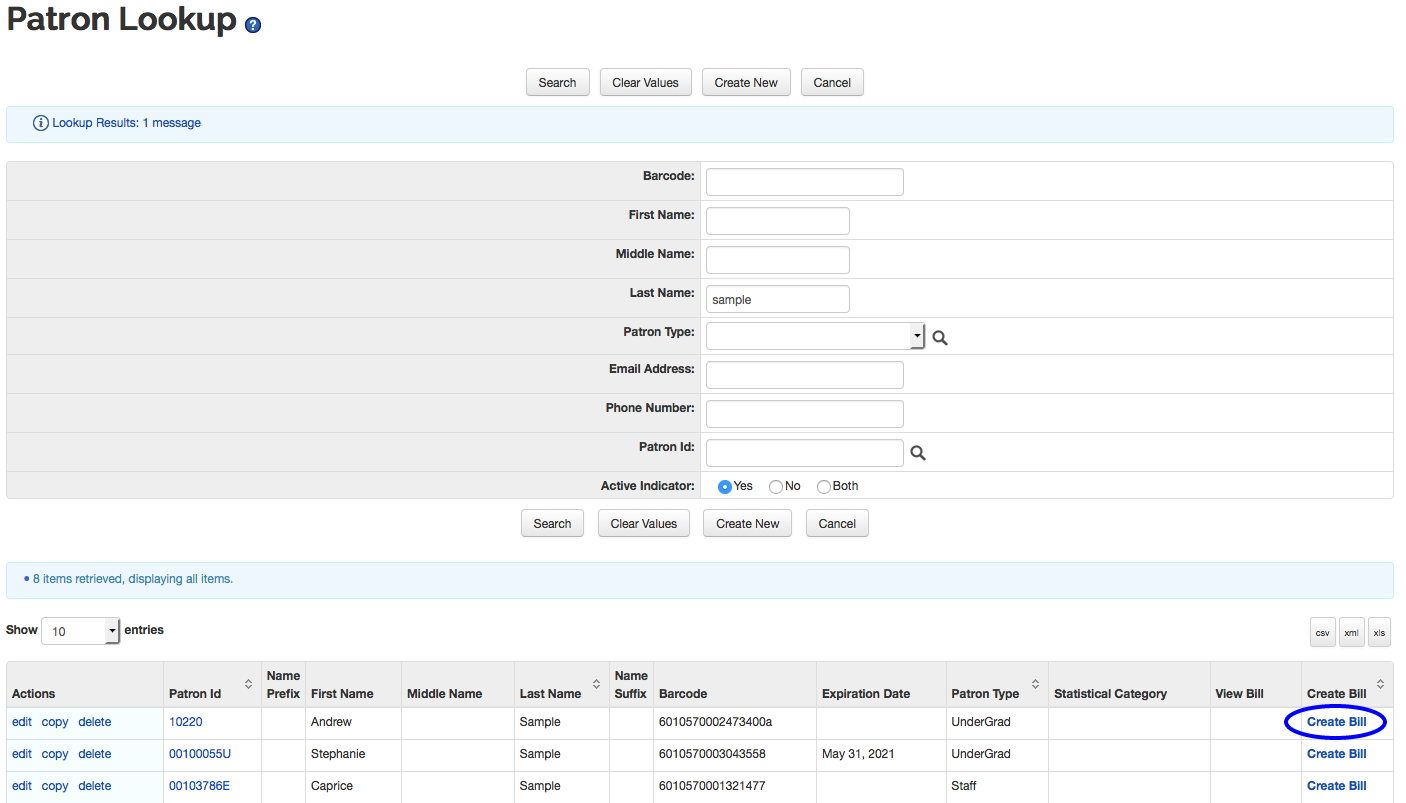 Patron Lookup ?
Search Clear Values Create New Cancel
Lookup Results: 1 message
Barcode:
First Name:
Middle Name:
Last Name: sample
Patron Type:
Email Address:
Phone Number:
Patron Id:
Active Indicator: Yes No Both
Search Clear Values Create New Cancel
• 8 items retrieved, displaying all items.
Show 10 entries csv xml xls
Actions Patron Id Name Prefix First Name Middle Name Last Name Name Suffix Barcode Expiration Date Patron Type Statistical Category View Bill Create Bill
edit copy delete 10220 Andrew Sample 6010570002473400a UnderGrad Create Bill
edit copy delete 00100055U Stephanie Sample 6010570003043558 May 31, 2021 UnderGrad Create Bill
edit copy delete 00103786E Caprice Sample 6010570001321477 Staff Create Bill